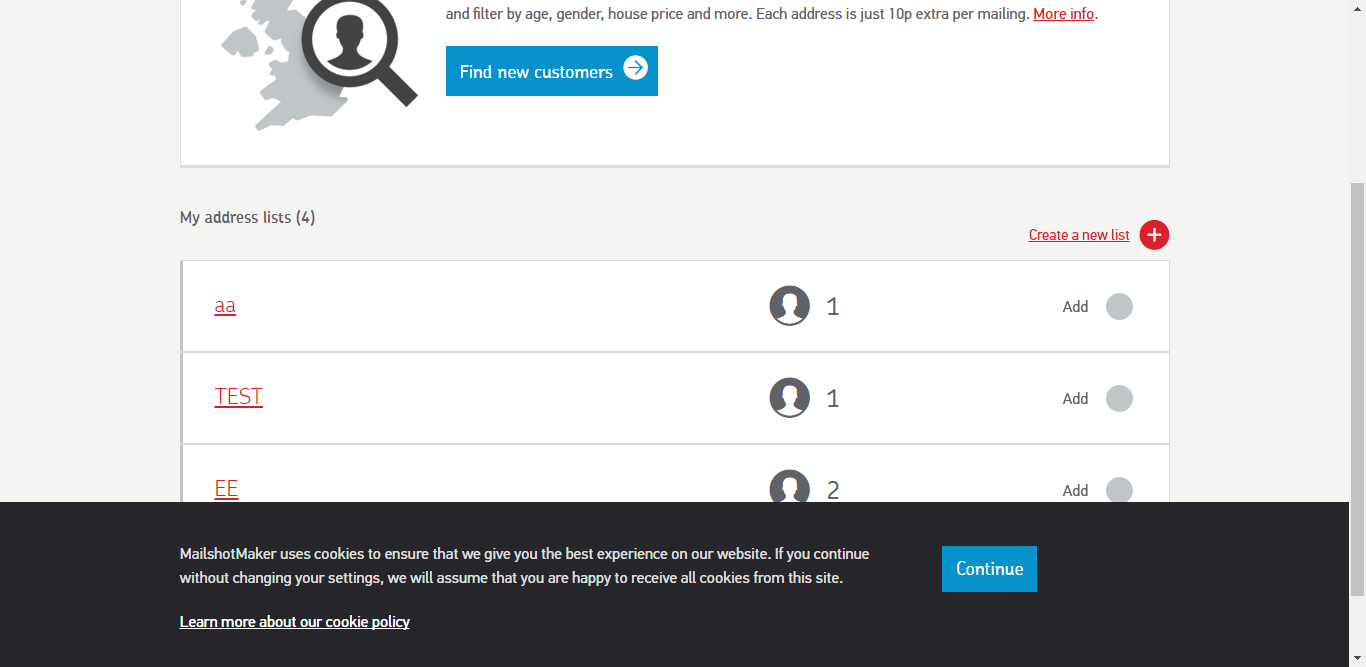 and filter by age, gender, house price and more. Each address is just 10p extra per mailing. More info.
Find new customers
My address lists (4)
Create a new list
aa 1 Add
TEST 1 Add
EE 2 Add
MailshotMaker uses cookies to ensure that we give you the best experience on our website. If you continue
without changing your settings, we will assume that you are happy to receive all cookies from this site.
Continue
Learn more about our cookie policy